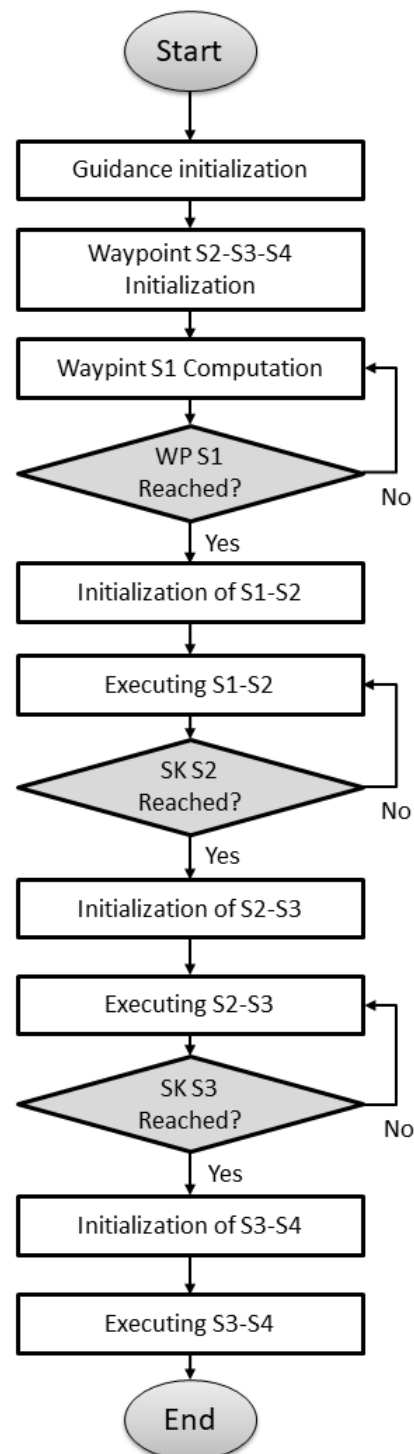 Start
Guidance initialization
Waypoint S2-S3-S4
Initialization
Waypint S1 Computation
WP S1
Reached?
No
Yes
Initialization of S1-S2
Executing S1-S2
SK S2
Reached?
No
Yes
Initialization of S2-S3
Executing S2-S3
SK S3
Reached?
No
Yes
Initialization of S3-S4
Executing S3-S4
End